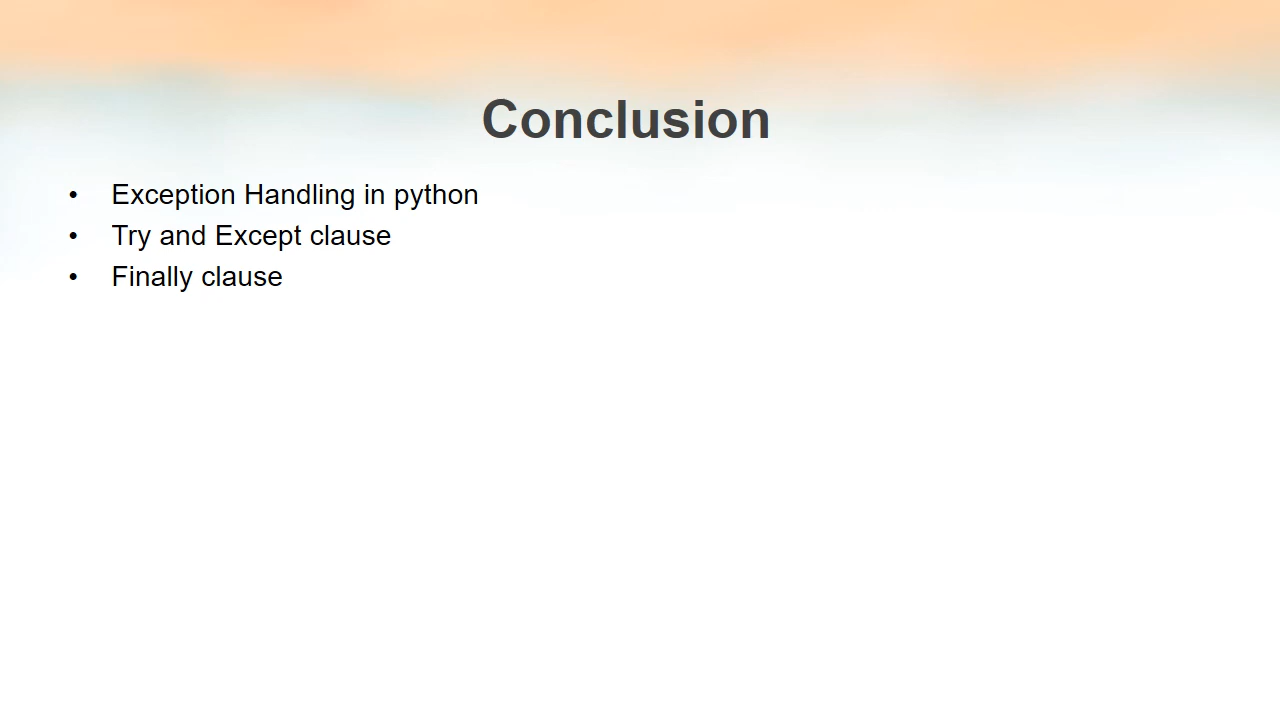 Conclusion
• Exception Handling in python
• Try and Except clause
• Finally clause